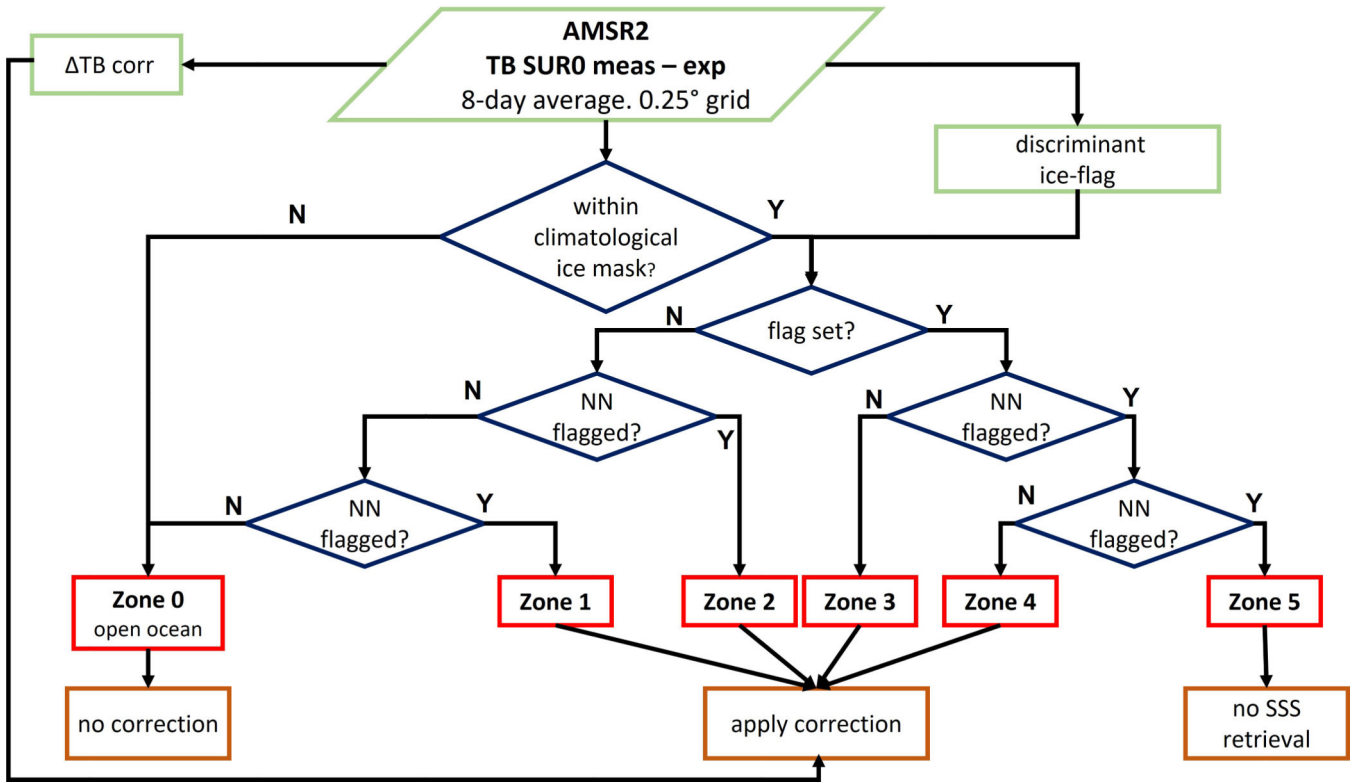 AMSR2
TB SUR0 meas – exp
8-day average. 0.25° grid
ΔTB corr
discriminant
ice-flag
within
climatological
ice mask?
N
Y
flag set?
N
Y
NN
flagged?
N
Y
NN
flagged?
N
Y
NN
flagged?
N
Y
NN
flagged?
N
Y
Zone 0
open ocean
Zone 1
Zone 2
Zone 3
Zone 4
Zone 5
no correction
apply correction
no SSS
retrieval